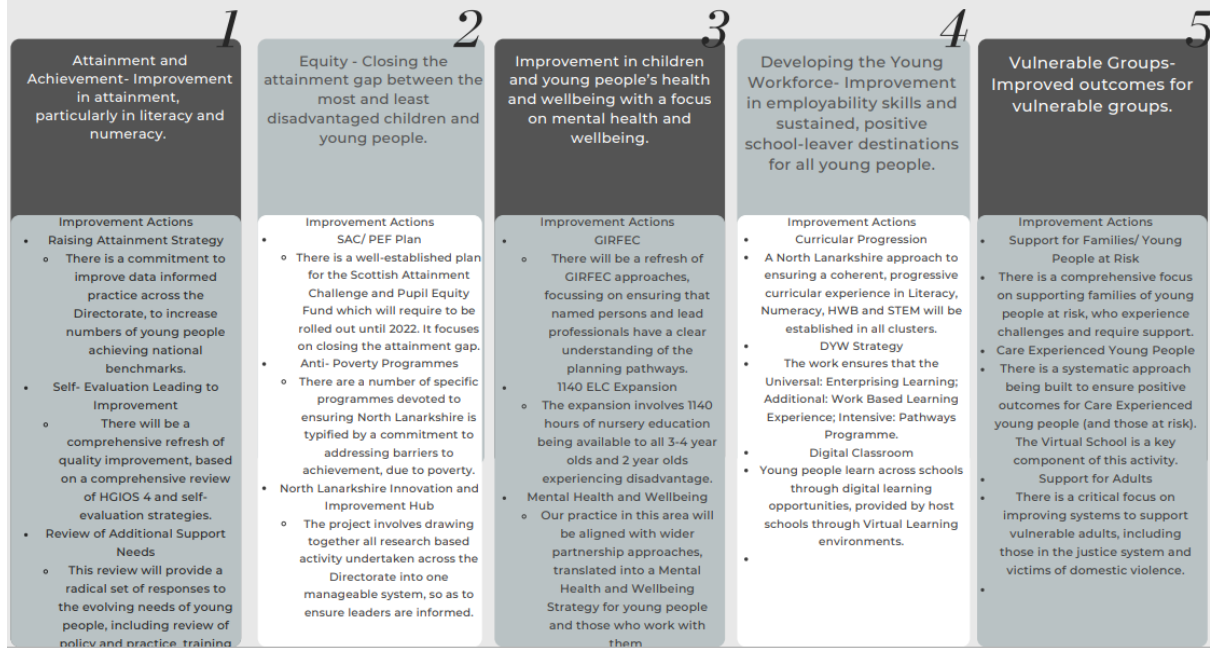 1
Attainment and
Achievement- Improvement
in attainment,
particularly in literacy and
numeracy.
Improvement Actions
• Raising Attainment Strategy
◦ There is a commitment to
improve data informed
practice across the
Directorate, to increase
numbers of young people
achieving national
benchmarks.
• Self- Evaluation Leading to
Improvement
◦ There will be a
comprehensive refresh of
quality improvement, based
on a comprehensive review
of HGIOS 4 and self-
evaluation strategies.
• Review of Additional Support
Needs
◦ This review will provide a
radical set of responses to
the evolving needs of young
people, including review of
policy and practice, training
2
Equity - Closing the
attainment gap between the
most and least
disadvantaged children and
young people.
Improvement Actions
• SAC/ PEF Plan
◦ There is a well-established plan
for the Scottish Attainment
Challenge and Pupil Equity
Fund which will require to be
rolled out until 2022. It focuses
on closing the attainment gap.
• Anti- Poverty Programmes
◦ There are a number of specific
programmes devoted to
ensuring North Lanarkshire is
typified by a commitment to
addressing barriers to
achievement, due to poverty.
• North Lanarkshire Innovation and
Improvement Hub
◦ The project involves drawing
together all research based
activity undertaken across the
Directorate into one
manageable system, so as to
ensure leaders are informed.
3
Improvement in children
and young people's health
and wellbeing with a focus
on mental health and
wellbeing.
Improvement Actions
• GIRFEC
◦ There will be a refresh of
GIRFEC approaches,
focussing on ensuring that
named persons and lead
professionals have a clear
understanding of the
planning pathways.
• 1140 ELC Expansion
◦ The expansion involves 1140
hours of nursery education
being available to all 3-4 year
olds and 2 year olds
experiencing disadvantage.
• Mental Health and Wellbeing
◦ Our practice in this area will
be aligned with wider
partnership approaches,
translated into a Mental
Health and Wellbeing
Strategy for young people
and those who work with
them
4
Developing the Young
Workforce- Improvement
in employability skills and
sustained, positive
school-leaver destinations
for all young people.
Improvement Actions
• Curricular Progression
• A North Lanarkshire approach to
ensuring a coherent, progressive
curricular experience in Literacy,
Numeracy, HWB and STEM will be
established in all clusters.
• DYW Strategy
• The work ensures that the
Universal: Enterprising Learning;
Additional: Work Based Learning
Experience; Intensive: Pathways
Programme.
• Digital Classroom
• Young people learn across schools
through digital learning
opportunities, provided by host
schools through Virtual Learning
environments.
•
5
Vulnerable Groups-
Improved outcomes for
vulnerable groups.
Improvement Actions
• Support for Families/ Young
People at Risk
• There is a comprehensive focus
on supporting families of young
people at risk, who experience
challenges and require support.
• Care Experienced Young People
• There is a systematic approach
being built to ensure positive
outcomes for Care Experienced
young people (and those at risk).
The Virtual School is a key
component of this activity.
• Support for Adults
• There is a critical focus on
improving systems to support
vulnerable adults, including
those in the justice system and
victims of domestic violence.
•